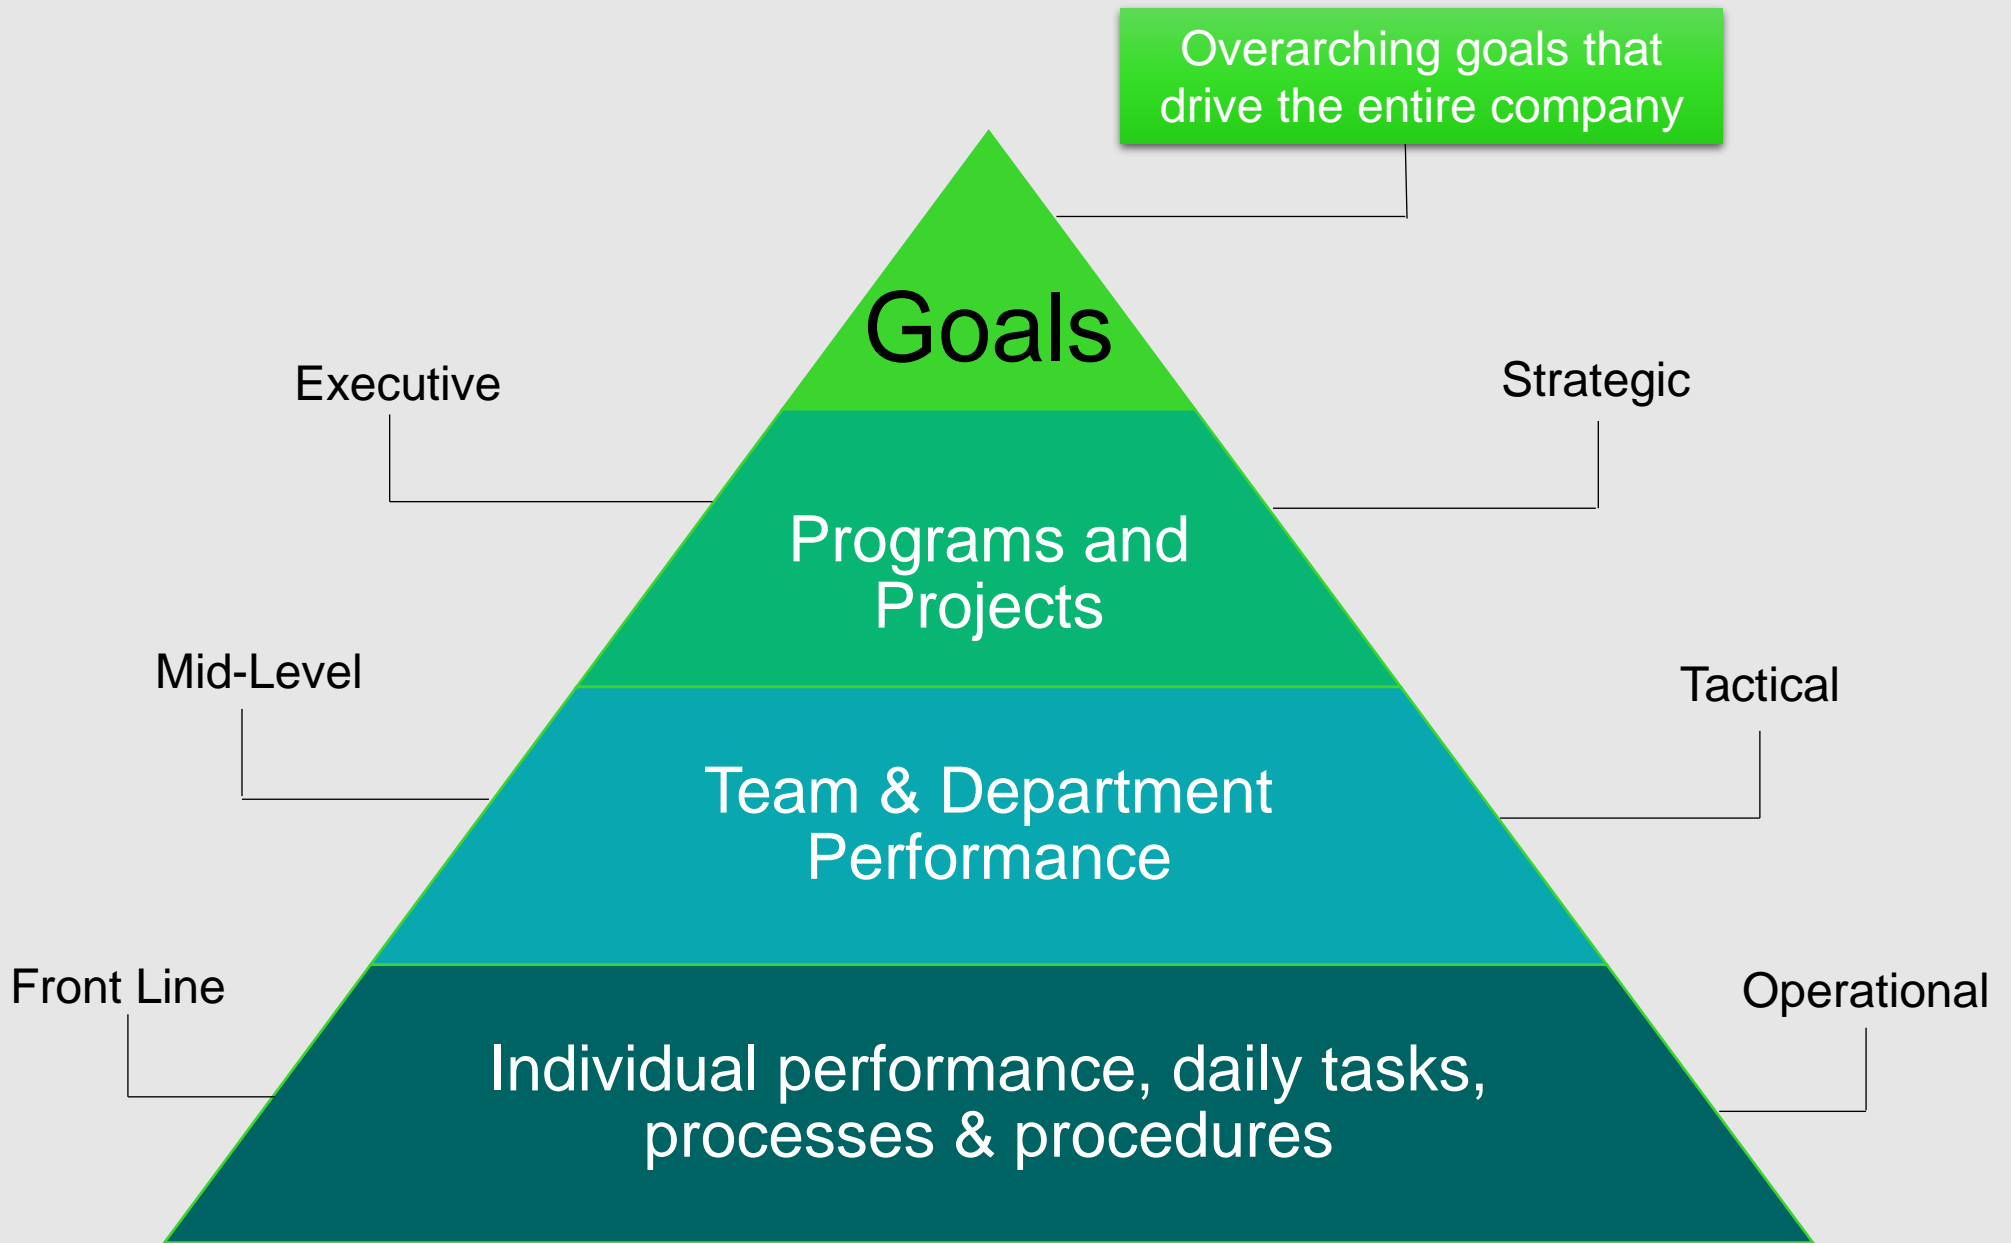 Overarching goals that
drive the entire company
Goals
Executive
Strategic
Programs and
Projects
Mid-Level
Tactical
Team & Department
Performance
Front Line
Operational
Individual performance, daily tasks,
processes & procedures